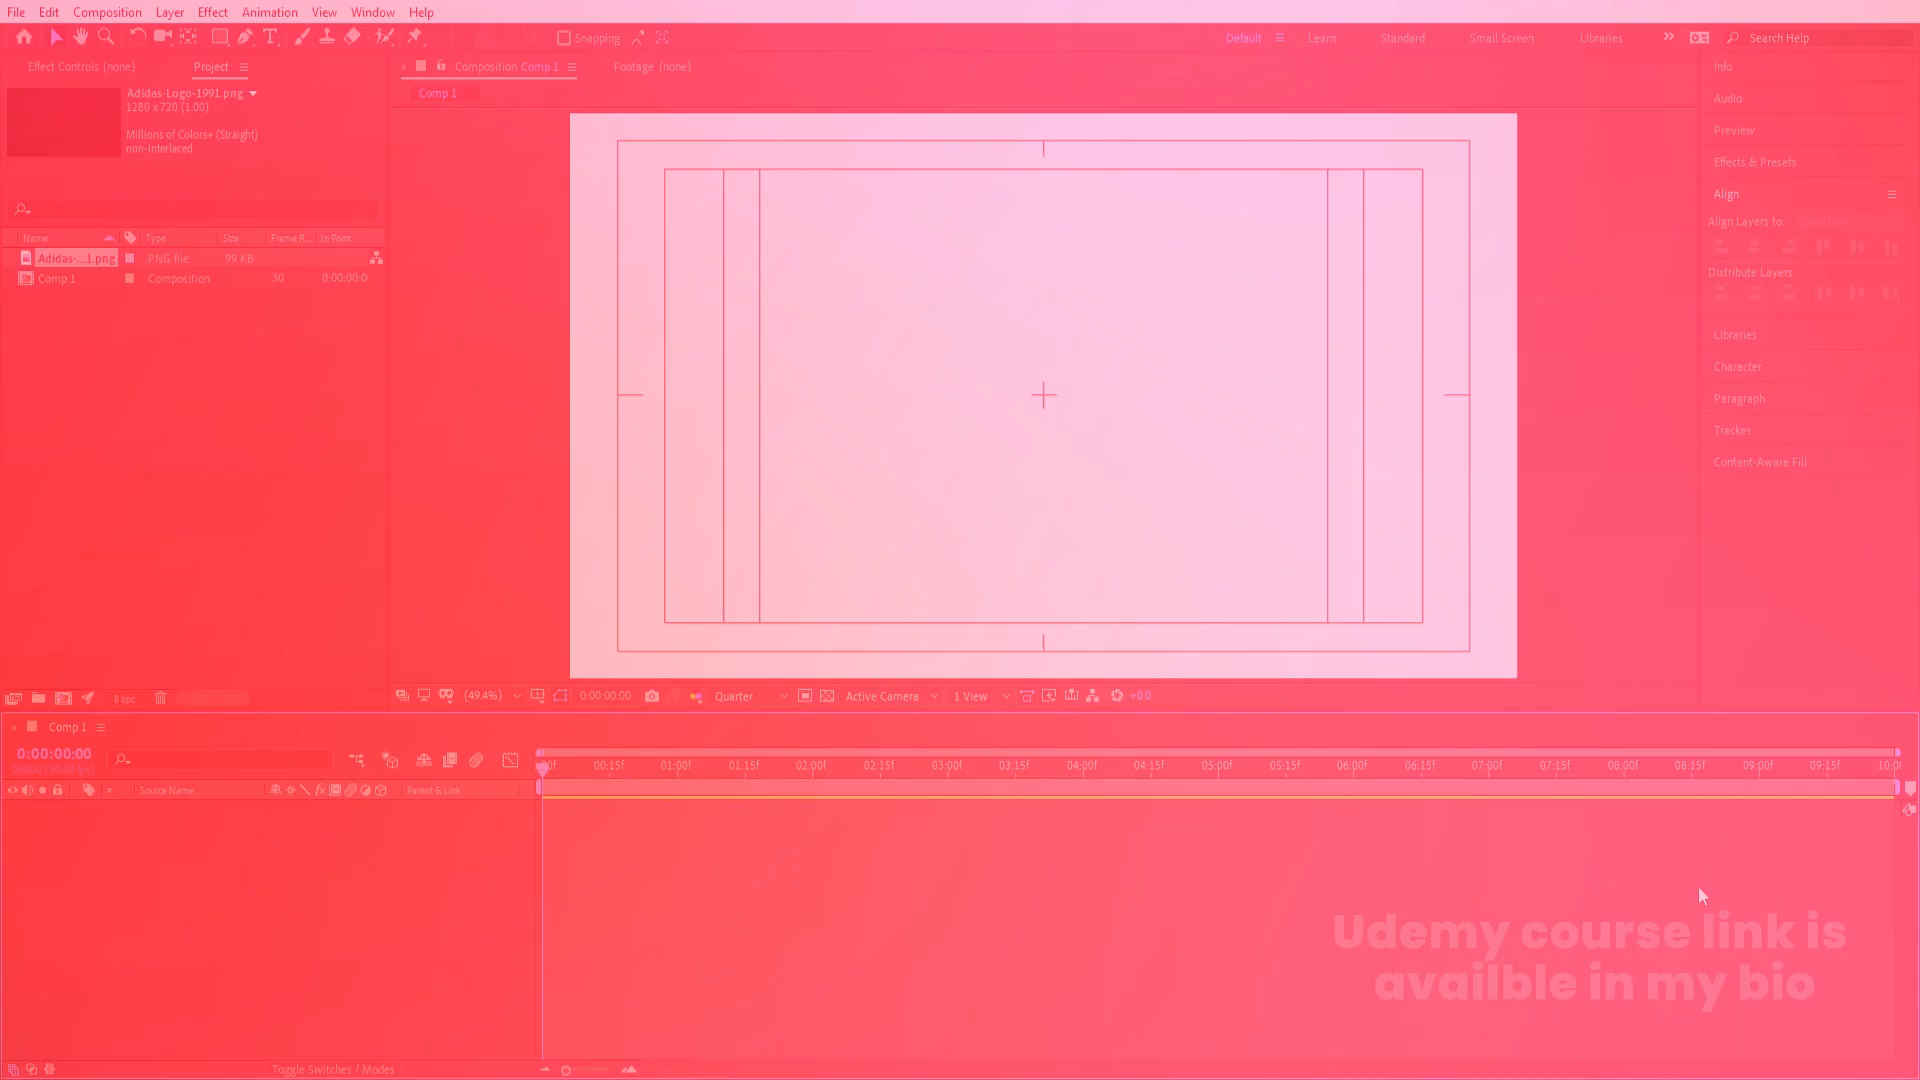 File Edit Composition Layer Effect Animation View Window Help
Snapping
Default Learn Standard Small Screen Libraries Search Help
Effect Controls (none) Project
Composition Comp 1 Footage (none)
Comp 1
Adidas-Logo-1991.png
1280 x 720 (1.00)
Millions of Colors+ (Straight)
non-interlaced
Name Type Size Frame R... In Point
Adidas-...1.png PNG file 99 KB
Comp 1 Composition 30 0:00:00:0
8 bpc
(49.4%) 0:00:00:00 Quarter Active Camera 1 View +0.0
Info
Audio
Preview
Effects & Presets
Align
Align Layers to: Selection
Distribute Layers:
Libraries
Character
Paragraph
Tracker
Content-Aware Fill
Comp 1
0:00:00:00
00000 (30.00 fps)
# Source Name Parent & Link
00:15f 01:00f 01:15f 02:00f 02:15f 03:00f 03:15f 04:00f 04:15f 05:00f 05:15f 06:00f 06:15f 07:00f 07:15f 08:00f 08:15f 09:00f 09:15f
Udemy course link is
availble in my bio
Toggle Switches / Modes